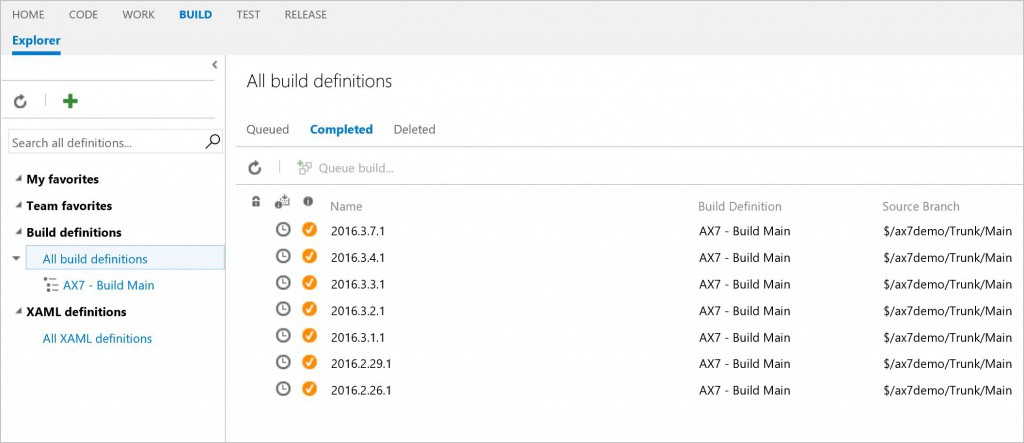 HOME CODE WORK BUILD TEST RELEASE
Explorer
Search all definitions...
My favorites
Team favorites
Build definitions
All build definitions
AX7 - Build Main
XAML definitions
All XAML definitions
All build definitions
Queued Completed Deleted
Queue build...
Name Build Definition Source Branch
2016.3.7.1 AX7 - Build Main $/ax7demo/Trunk/Main
2016.3.4.1 AX7 - Build Main $/ax7demo/Trunk/Main
2016.3.3.1 AX7 - Build Main $/ax7demo/Trunk/Main
2016.3.2.1 AX7 - Build Main $/ax7demo/Trunk/Main
2016.3.1.1 AX7 - Build Main $/ax7demo/Trunk/Main
2016.2.29.1 AX7 - Build Main $/ax7demo/Trunk/Main
2016.2.26.1 AX7 - Build Main $/ax7demo/Trunk/Main